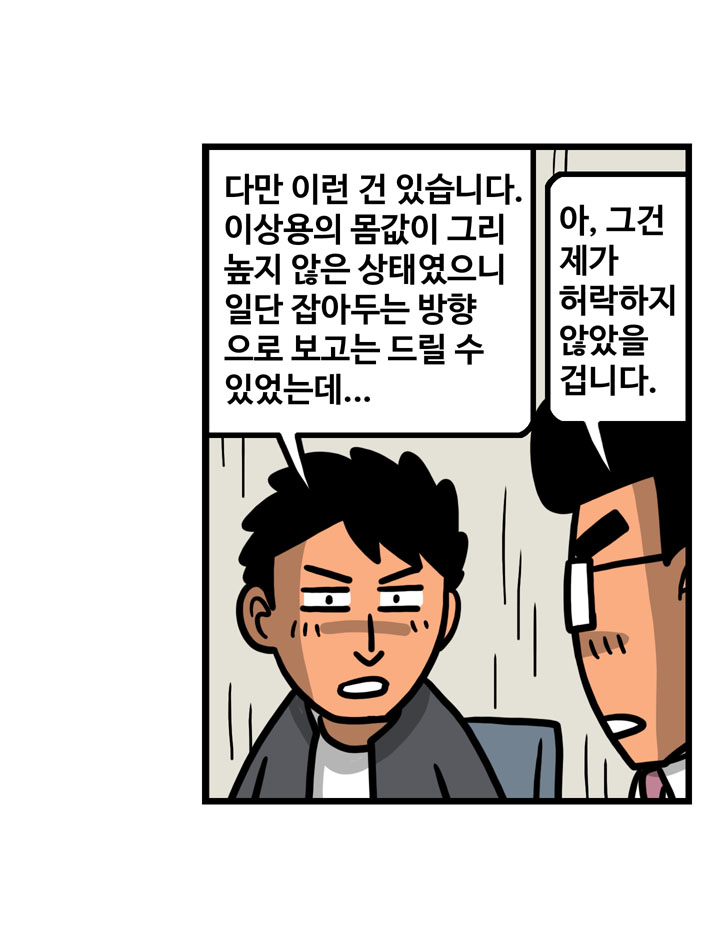 다만 이런 건 있습니다.
이상용의 몸값이 그리
높지 않은 상태였으니
일단 잡아두는 방향
으로 보고는 드릴 수
있었는데...
아, 그건
제가
허락하지
않았을
겁니다.